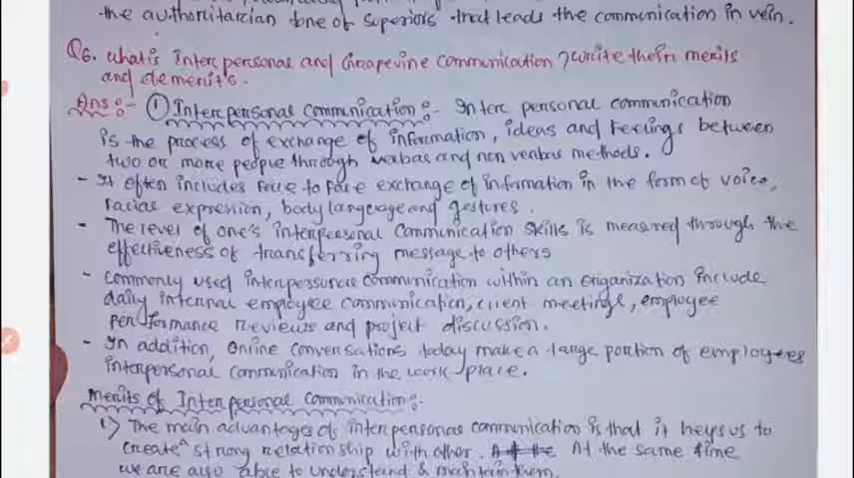 the authoritarian tone of superiors that leads the communication in vein.
Q6. What is Interpersonal and Grapevine communication? write their merits
and demerits.
Ans:- ① Interpersonal Communication:- Inter personal communication
is the process of exchange of information, ideas and feelings between
two or more people through verbas and non verbas methods.
- It often includes face to face exchange of information in the form of voice,
facial expression, body language and gestures.
- The level of one's interpersonal communication skills is measured through the
effectiveness of transferring message to others
- Commonly used interpersonal communication within an organization include
daily internal employee communication, client meetings, employee
performance reviews and project discussion.
- In addition, online conversations today make a large portion of employees
interpersonal communication in the work place.
Merits of Interpersonal Communication:-
1) The main advantages of interpersonal communication is that it helps us to
create strong relationship with other. At the At the same time
we are also able to understand & maintain them.